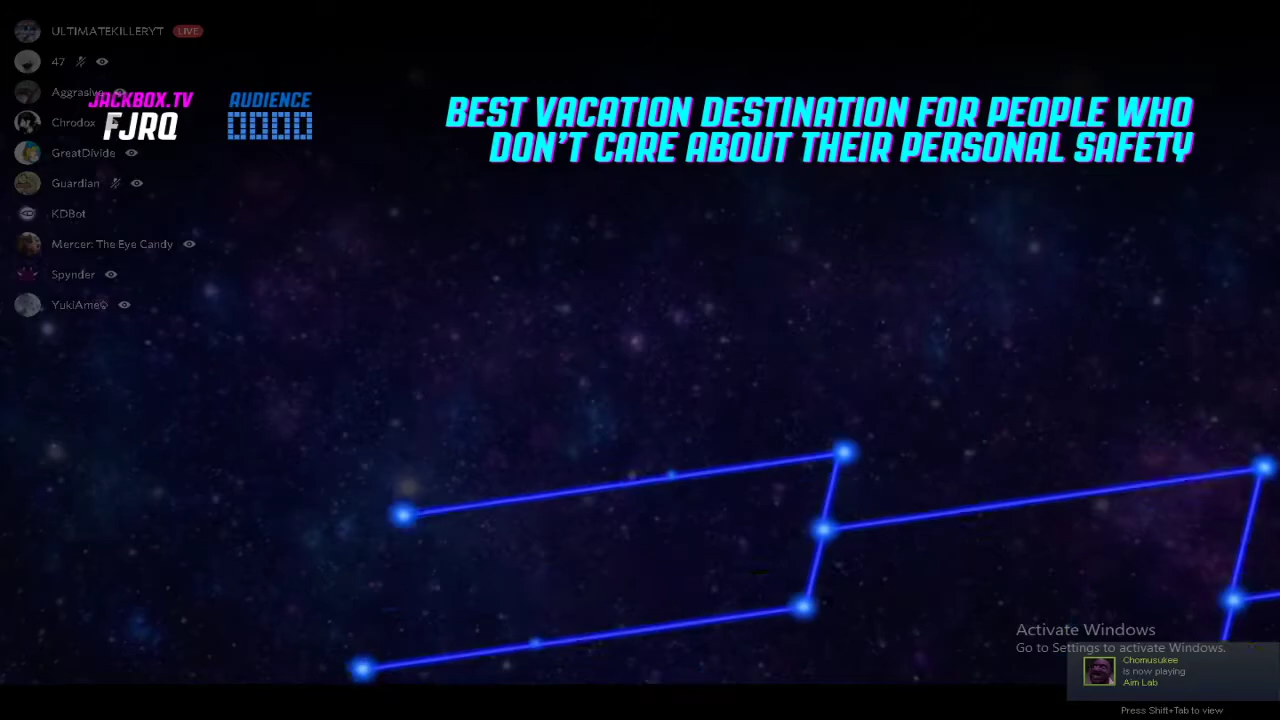 ULTIMATEKILLERYT LIVE
47
Aggrasive
Chrodox
GreatDivide
Guardian
KDBot
Mercer: The Eye Candy
Spynder
YukiAme
JACKBOX.TV
FJRQ
AUDIENCE
0000
BEST VACATION DESTINATION FOR PEOPLE WHO
DON'T CARE ABOUT THEIR PERSONAL SAFETY
Activate Windows
Go to Settings to activate Windows.
Chomusukee
is now playing
Aim Lab
Press Shift+Tab to view